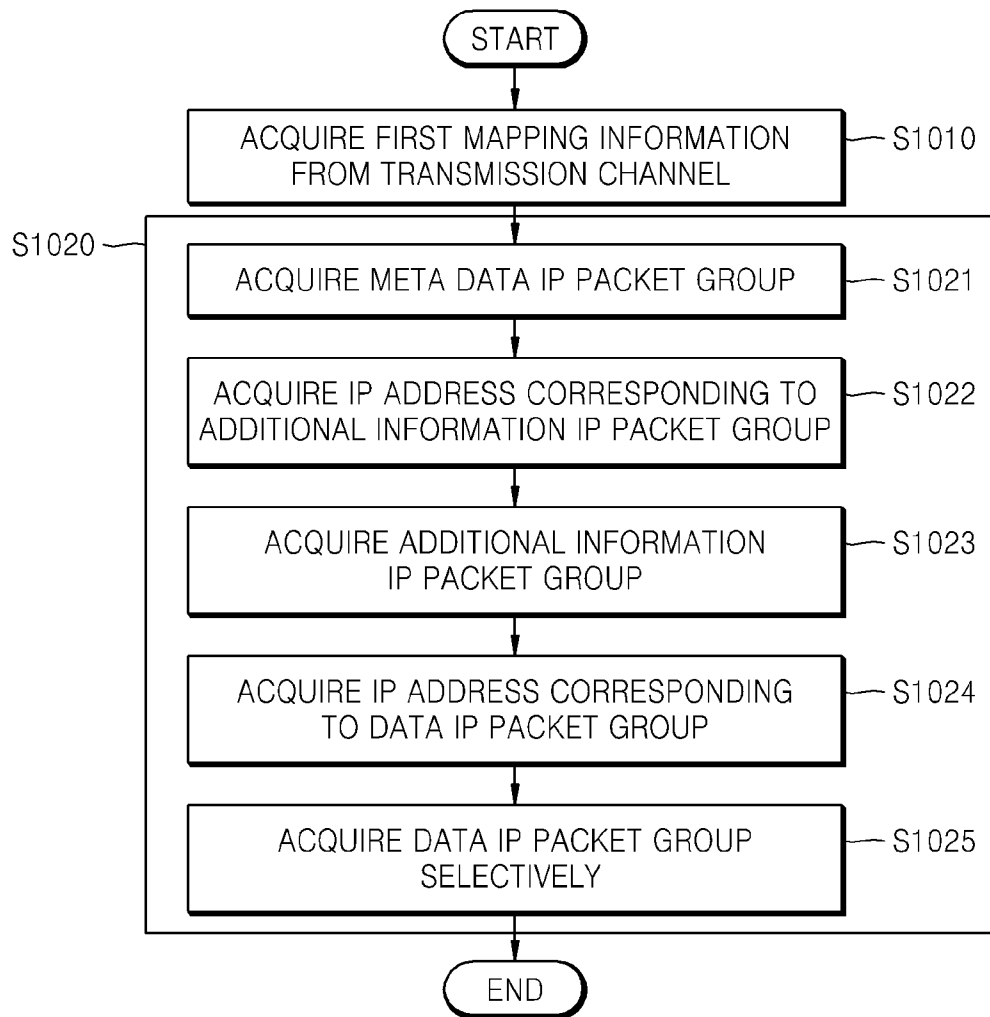 START
ACQUIRE FIRST MAPPING INFORMATION
FROM TRANSMISSION CHANNEL
S1010
S1020
ACQUIRE META DATA IP PACKET GROUP
S1021
ACQUIRE IP ADDRESS CORRESPONDING TO
ADDITIONAL INFORMATION IP PACKET GROUP
S1022
ACQUIRE ADDITIONAL INFORMATION
IP PACKET GROUP
S1023
ACQUIRE IP ADDRESS CORRESPONDING
TO DATA IP PACKET GROUP
S1024
ACQUIRE DATA IP PACKET GROUP
SELECTIVELY
S1025
END